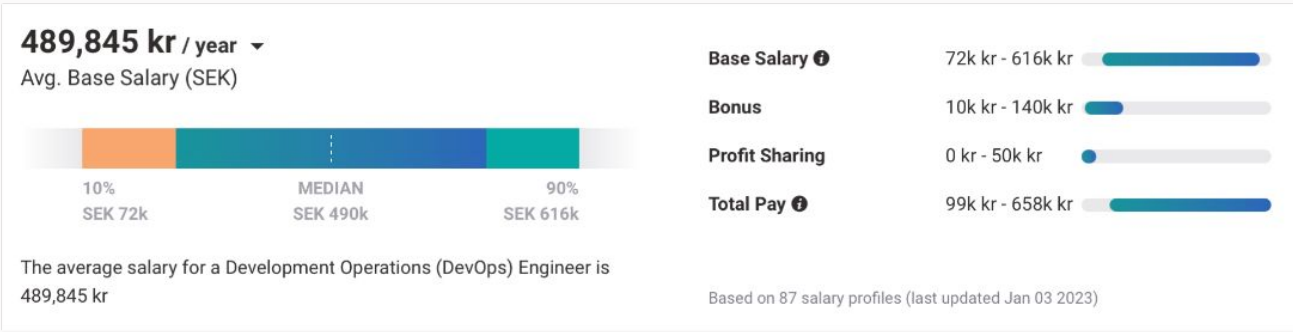 489,845 kr / year
Avg. Base Salary (SEK)
10% MEDIAN 90%
SEK 72k SEK 490k SEK 616k
The average salary for a Development Operations (DevOps) Engineer is
489,845 kr
Base Salary 72k kr - 616k kr
Bonus 10k kr - 140k kr
Profit Sharing 0 kr - 50k kr
Total Pay 99k kr - 658k kr
Based on 87 salary profiles (last updated Jan 03 2023)